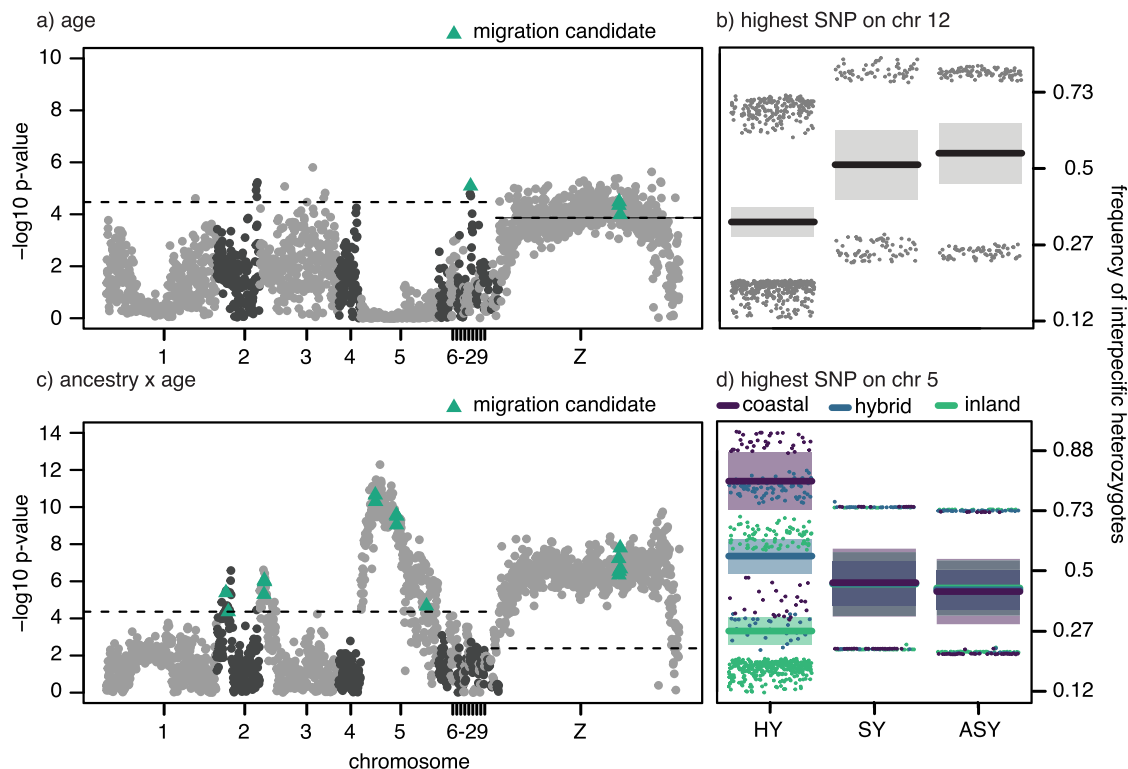 a) age
migration candidate
−log10 p-value
10
8
6
4
2
0
1 2 3 4 5 6-29 Z
b) highest SNP on chr 12
0.73
0.5
0.27
0.12
frequency of interpecific heterozygotes
c) ancestry x age
migration candidate
−log10 p-value
14
12
10
8
6
4
2
0
1 2 3 4 5 6-29 Z
chromosome
d) highest SNP on chr 5
coastal hybrid inland
0.88
0.73
0.5
0.27
0.12
HY SY ASY